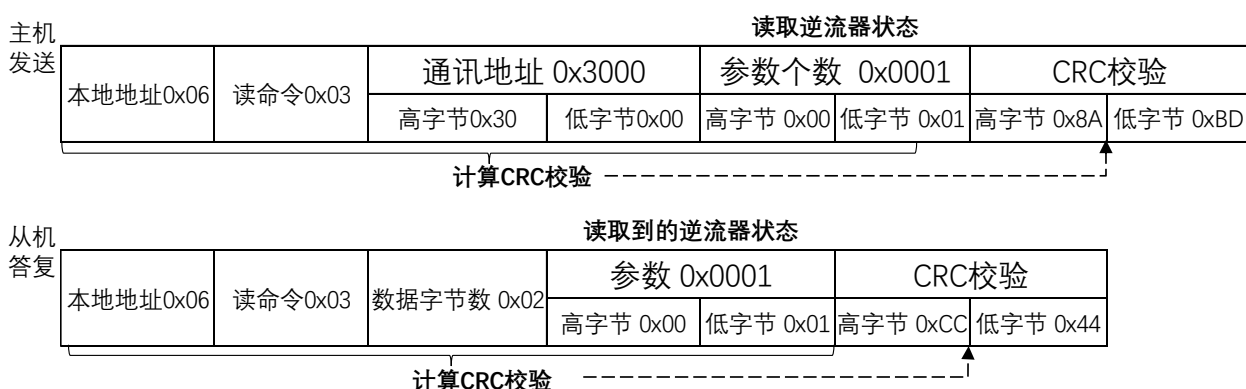 读取逆流器状态
主机
发送
本地地址0x06 读命令0x03 通讯地址 0x3000 参数个数 0x0001 CRC校验
高字节0x30 低字节0x00 高字节 0x00 低字节 0x01 高字节 0x8A 低字节 0xBD
计算CRC校验
读取到的逆流器状态
从机
答复
本地地址0x06 读命令0x03 数据字节数 0x02 参数 0x0001 CRC校验
高字节 0x00 低字节 0x01 高字节 0xCC 低字节 0x44
计算CRC校验